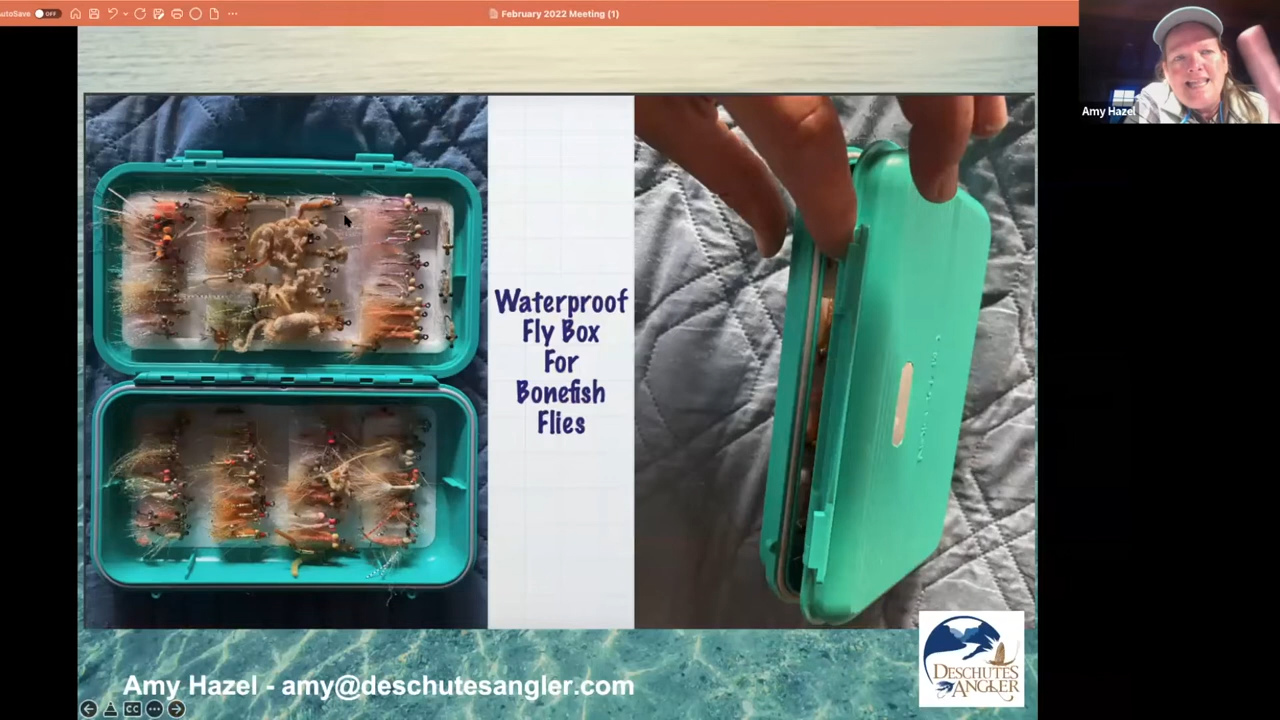 AutoSave OFF
February 2022 Meeting (1)
Amy Hazel
Waterproof
Fly Box
For
Bonefish
Flies
DESCHUTES
ANGLER
Amy Hazel - amy@deschutesangler.com
CC